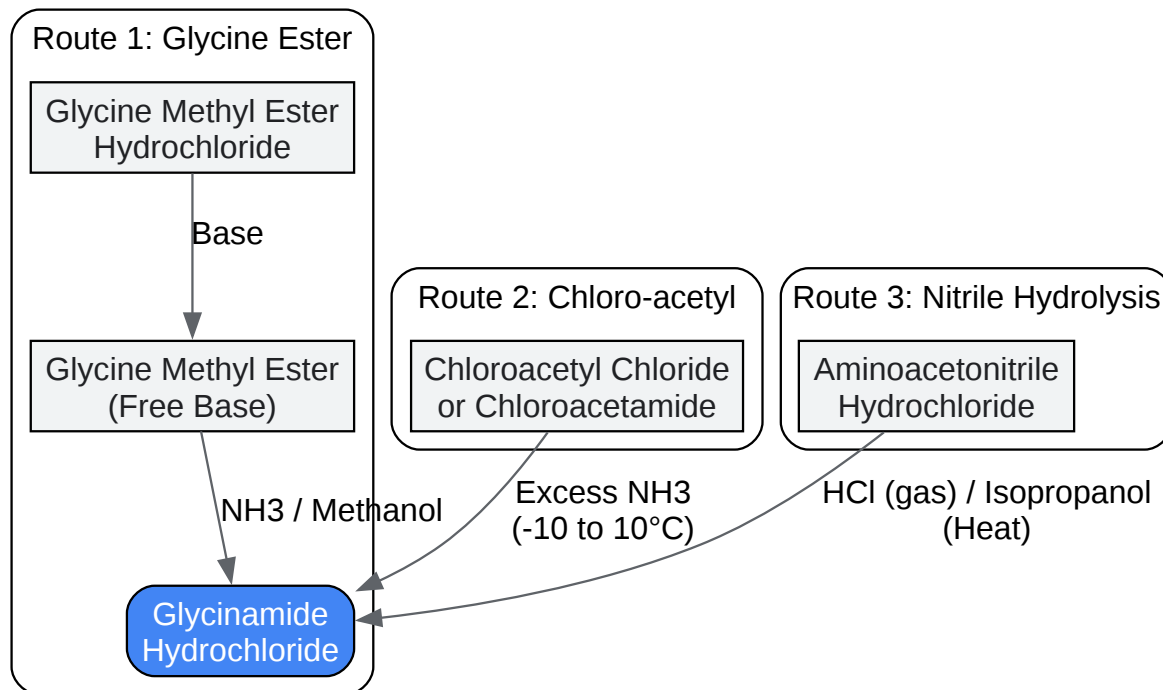 Route 1: Glycine Ester
Glycine Methyl Ester
Hydrochloride
Base
Glycine Methyl Ester
(Free Base)
NH3 / Methanol
Route 2: Chloro-acetyl
Chloroacetyl Chloride
or Chloroacetamide
Excess NH3
(-10 to 10°C)
Route 3: Nitrile Hydrolysis
Aminoacetonitrile
Hydrochloride
HCl (gas) / Isopropanol
(Heat)
Glycinamide
Hydrochloride